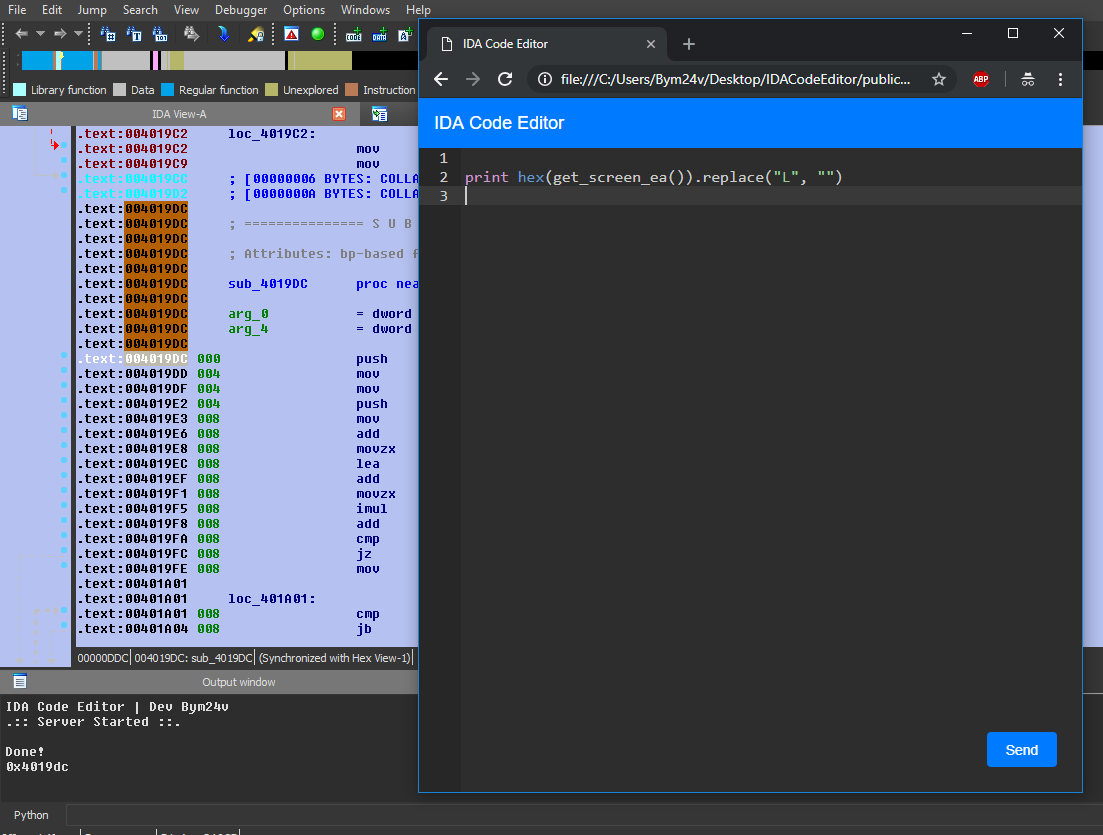 File Edit Jump Search View Debugger Options Windows Help
Library function Data Regular function Unexplored Instruction
IDA View-A
.text:004019C2 loc_4019C2:
.text:004019C2 mov
.text:004019C9 mov
.text:004019CC ; [00000006 BYTES: COLLA
.text:004019D2 ; [0000000A BYTES: COLLA
.text:004019DC
.text:004019DC ; =============== S U B
.text:004019DC
.text:004019DC ; Attributes: bp-based f
.text:004019DC
.text:004019DC sub_4019DC proc nea
.text:004019DC
.text:004019DC arg_0 = dword
.text:004019DC arg_4 = dword
.text:004019DC
.text:004019DC 000 push
.text:004019DD 004 mov
.text:004019DF 004 mov
.text:004019E2 004 push
.text:004019E3 008 mov
.text:004019E6 008 add
.text:004019E8 008 movzx
.text:004019EC 008 lea
.text:004019EF 008 add
.text:004019F1 008 movzx
.text:004019F5 008 imul
.text:004019F8 008 add
.text:004019FA 008 cmp
.text:004019FC 008 jz
.text:004019FE 008 mov
.text:00401A01
.text:00401A01 loc_401A01:
.text:00401A01 008 cmp
.text:00401A04 008 jb
00000DDC 004019DC: sub_4019DC (Synchronized with Hex View-1)
Output window
IDA Code Editor | Dev Bym24v
.:: Server Started ::.
Done!
0x4019dc
Python
IDA Code Editor
file:///C:/Users/Bym24v/Desktop/IDACodeEditor/public...
ABP
IDA Code Editor
1
2 print hex(get_screen_ea()).replace("L", "")
3
Send